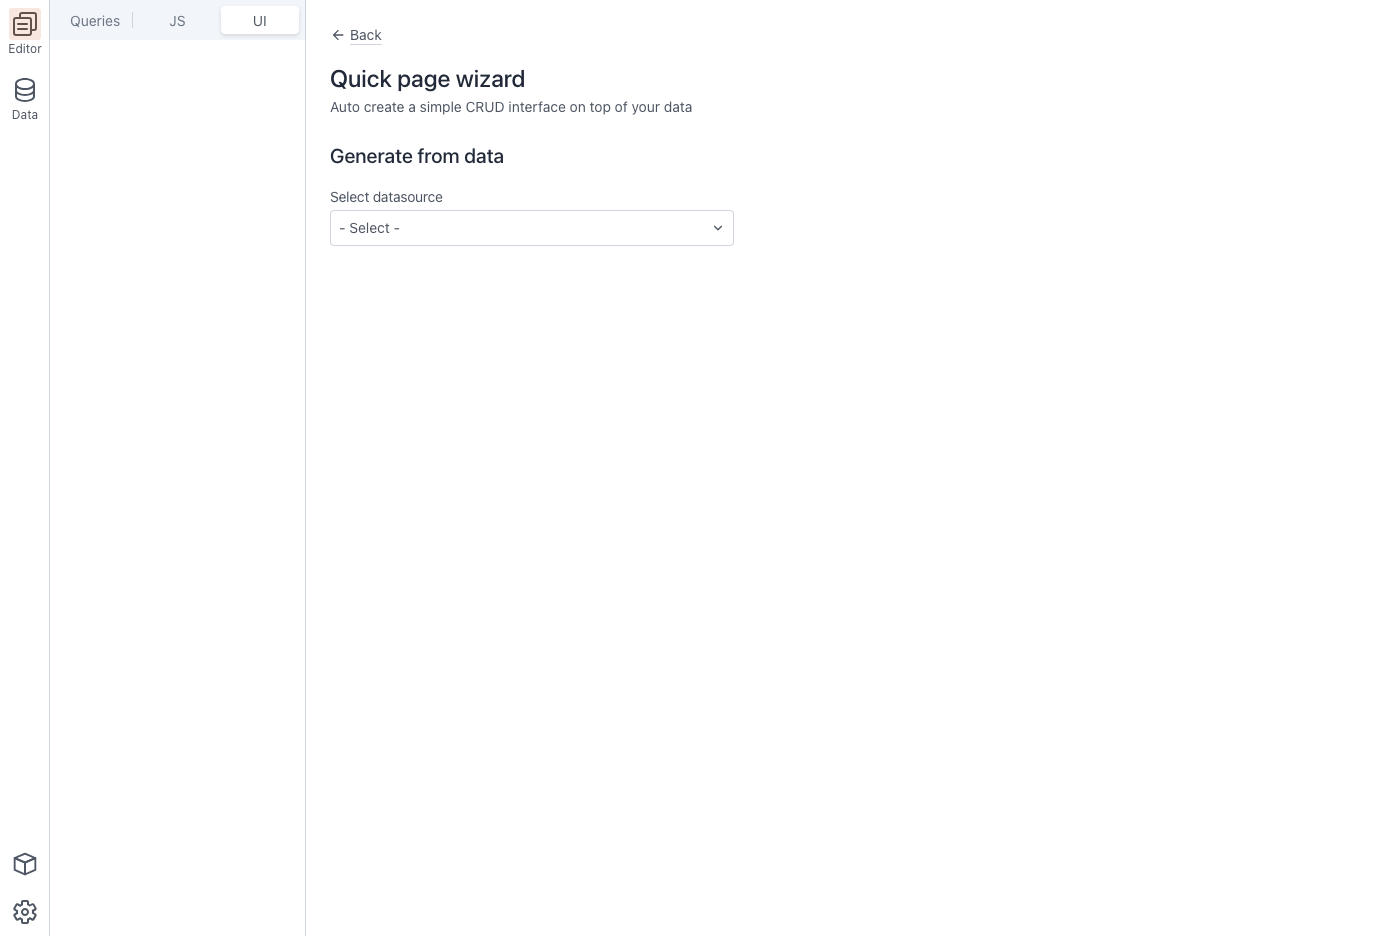 Editor
Data
Queries
JS
UI
Back
Quick page wizard
Auto create a simple CRUD interface on top of your data
Generate from data
Select datasource
- Select -